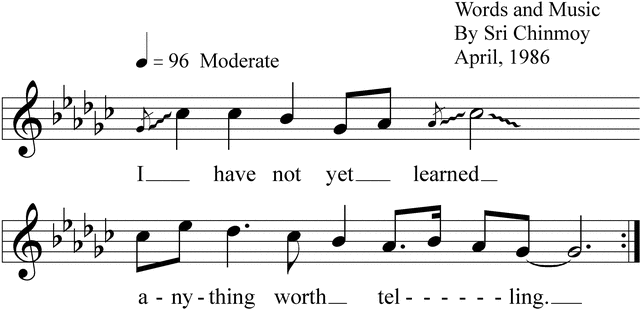 Words and Music
By Sri Chinmoy
April, 1986
♩ = 96 Moderate
I___ have not yet___ learned_
a - ny - thing worth__ tel - - - - - - ling.___